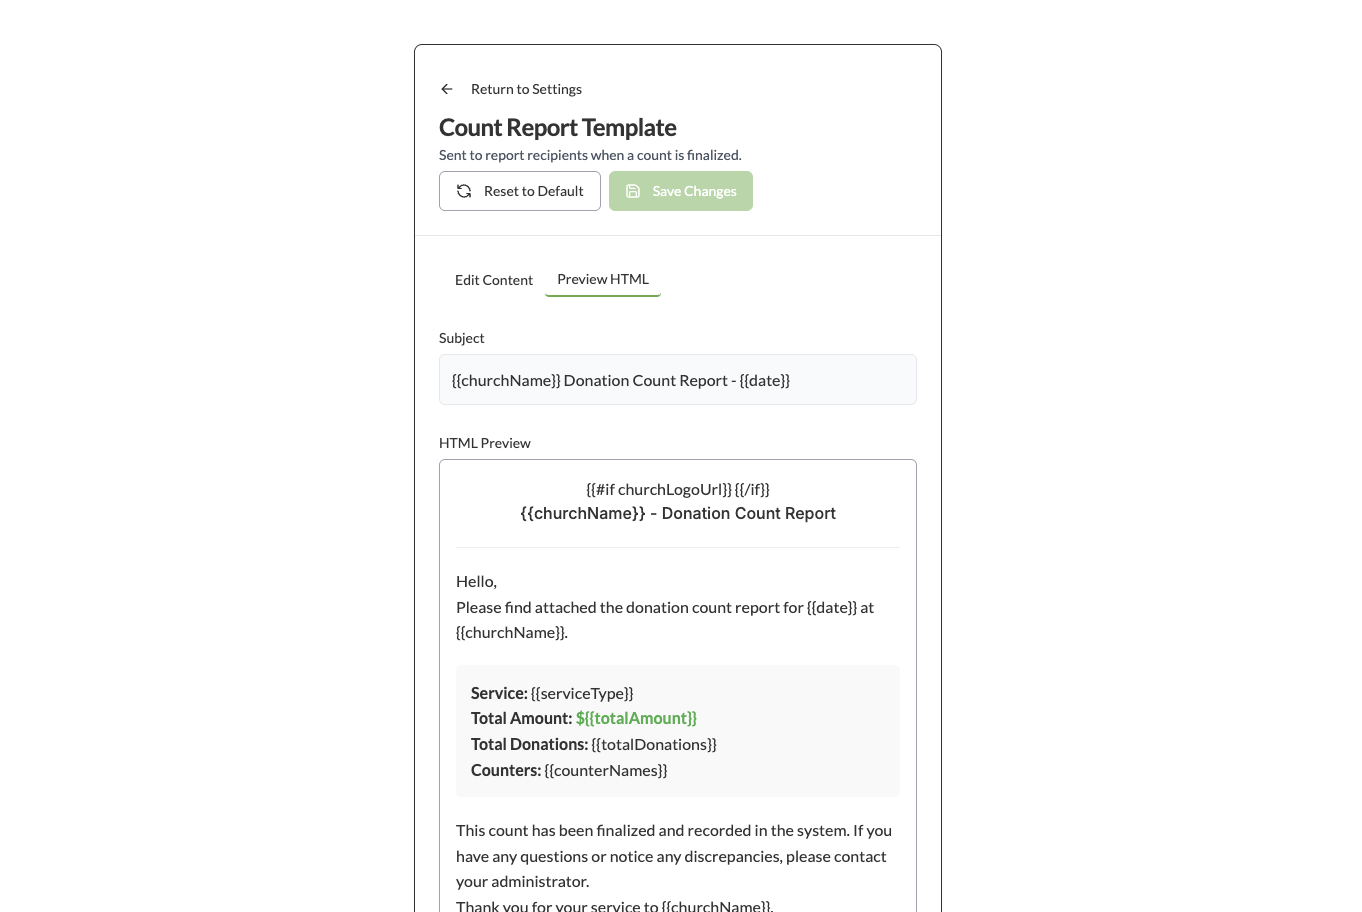 Return to Settings
Count Report Template
Sent to report recipients when a count is finalized.
Reset to Default
Save Changes
Edit Content
Preview HTML
Subject
{{churchName}} Donation Count Report - {{date}}
HTML Preview
{{#if churchLogoUrl}} {{/if}}
{{churchName}} - Donation Count Report
Hello,
Please find attached the donation count report for {{date}} at
{{churchName}}.
Service: {{serviceType}}
Total Amount: ${{totalAmount}}
Total Donations: {{totalDonations}}
Counters: {{counterNames}}
This count has been finalized and recorded in the system. If you
have any questions or notice any discrepancies, please contact
your administrator.
Thank you for your service to {{churchName}}.